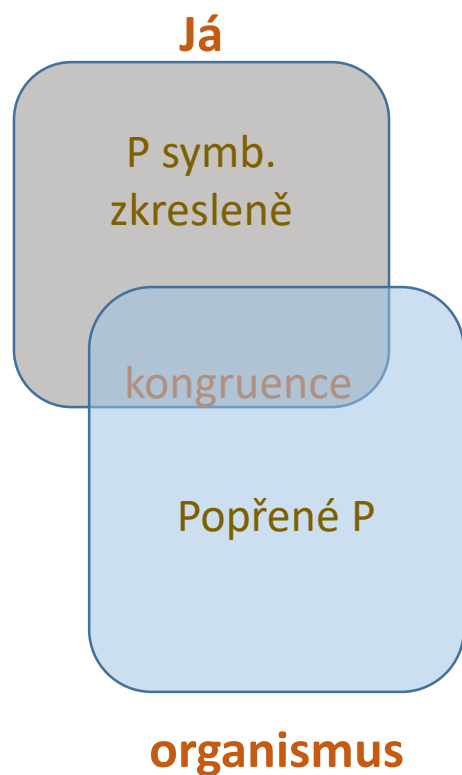 Já
P symb.
zkresleně
kongruence
Popřené P
organismus